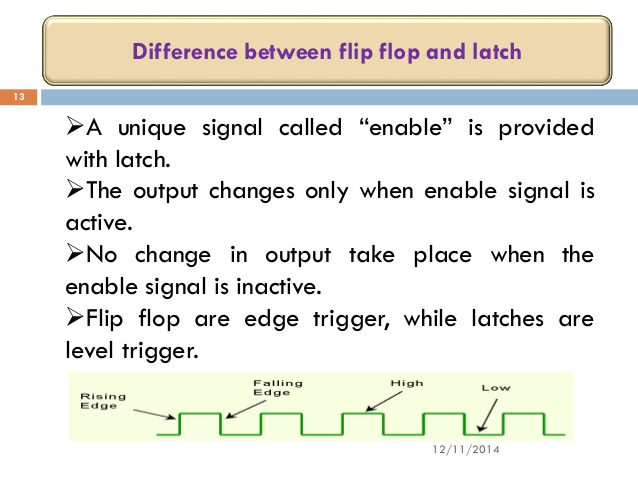 Difference between flip flop and latch
13
➢A unique signal called “enable” is provided
with latch.
➢The output changes only when enable signal is
active.
➢No change in output take place when the
enable signal is inactive.
➢Flip flop are edge trigger, while latches are
level trigger.
Rising
Edge
Falling
Edge
High
Low
12/11/2014